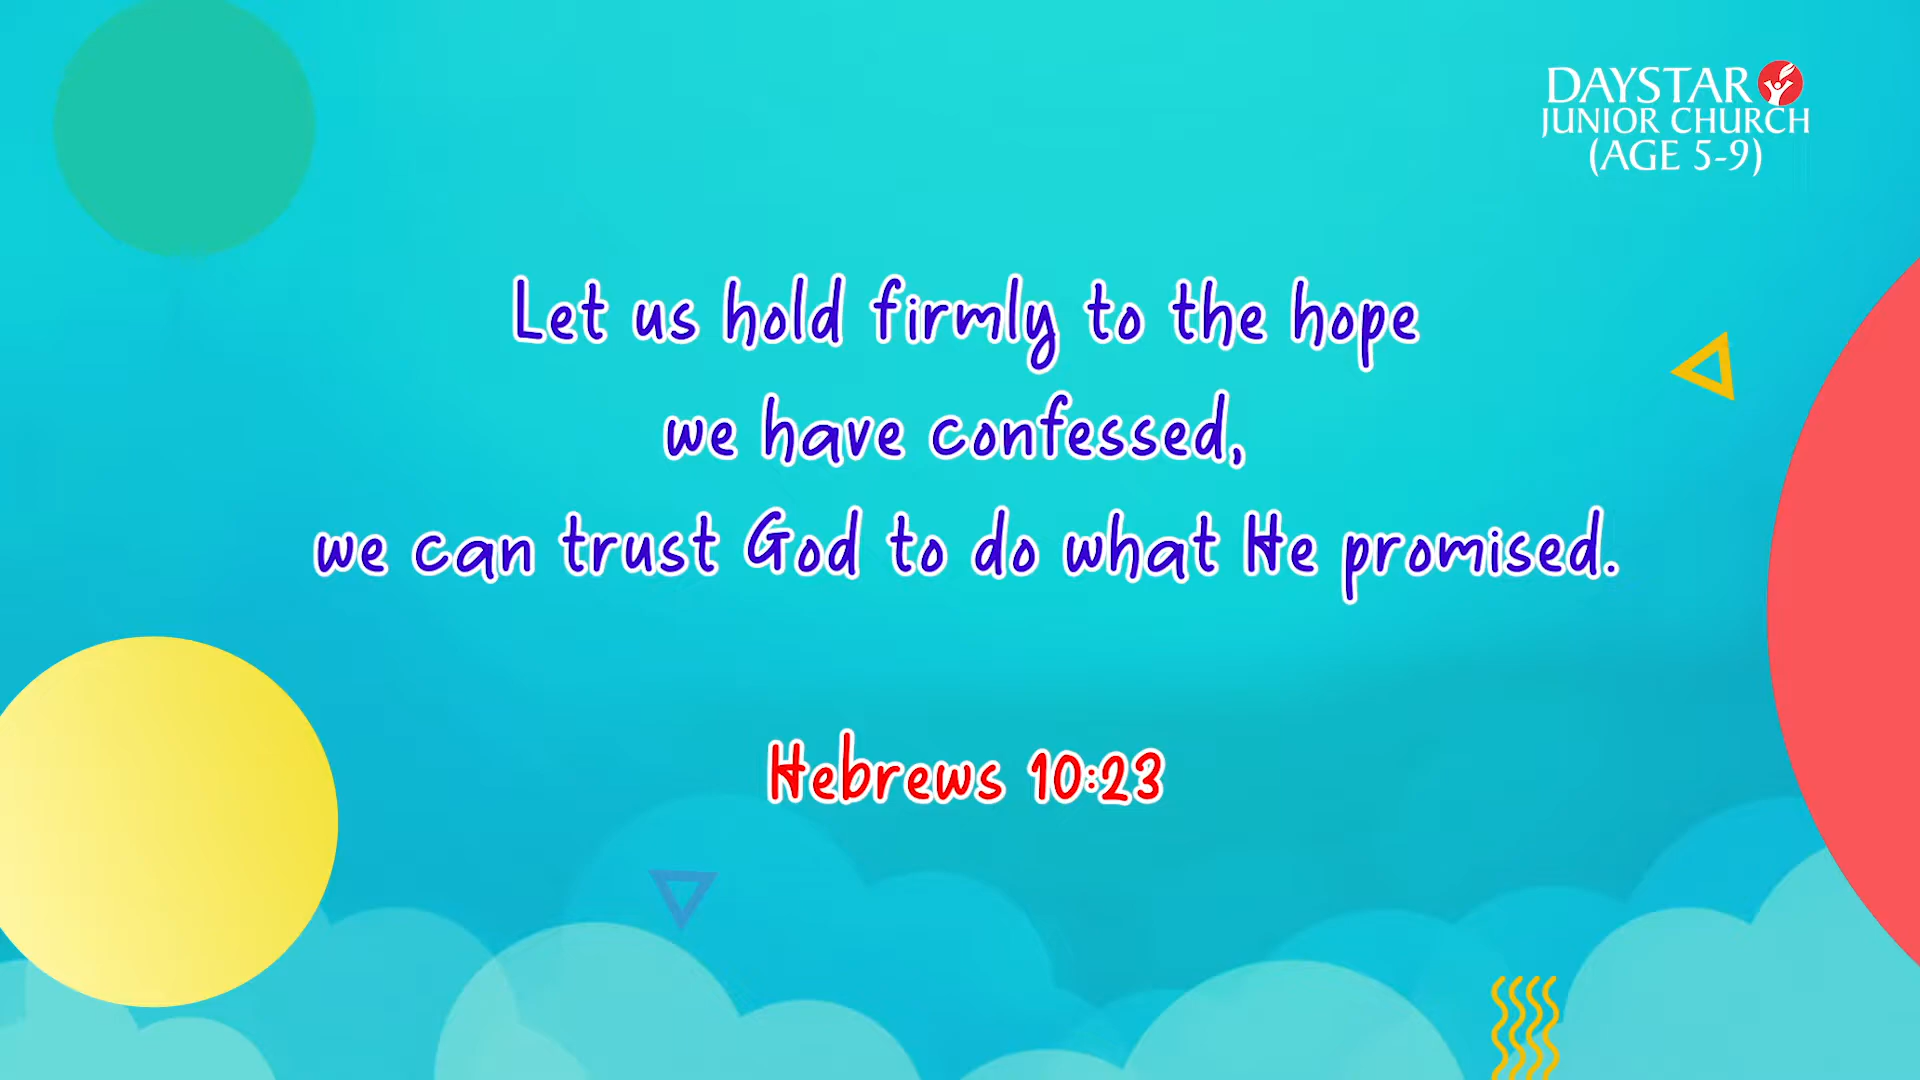 DAYSTAR
JUNIOR CHURCH
(AGE 5-9)
Let us hold firmly to the hope
we have confessed,
we can trust God to do what He promised.
Hebrews 10:23